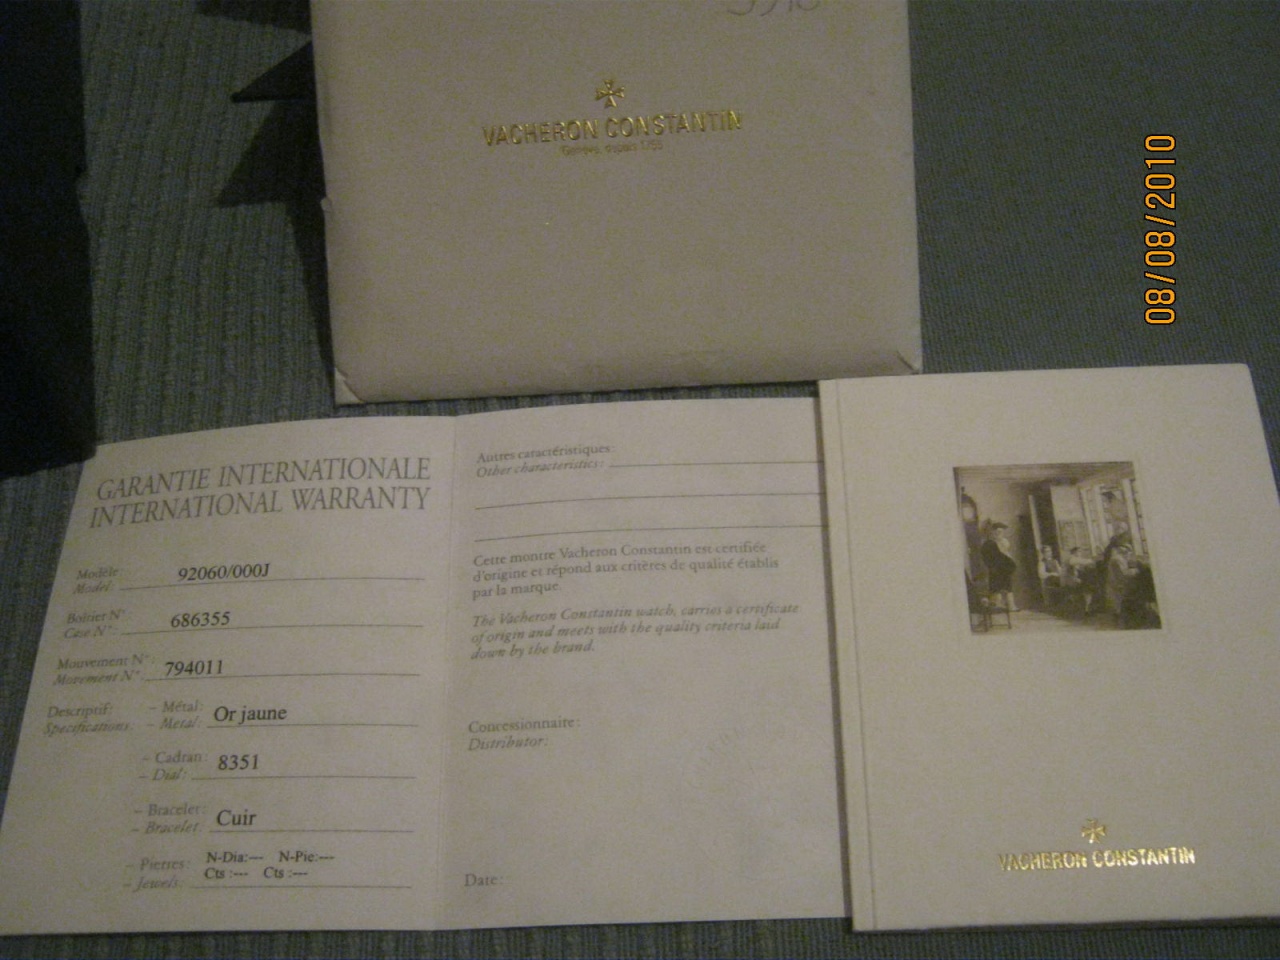 VACHERON CONSTANTIN
Genève, depuis 1755
08/08/2010
GARANTIE INTERNATIONALE
INTERNATIONAL WARRANTY
Modèle
Model:
92060/000J
Boîtier N°:
Case N°:
686355
Mouvement N°:
Movement N°:
794011
Descriptif:
Specifications:
– Métal:
– Metal:
Or jaune
– Cadran:
– Dial:
8351
– Bracelet:
– Bracelet:
Cuir
– Pierres:
– Jewels:
N-Dia:--- N-Pie:---
Cts :--- Cts :---
Autres caractéristiques:
Other characteristics:
Cette montre Vacheron Constantin est certifiée
d'origine et répond aux critères de qualité établis
par la marque.
The Vacheron Constantin watch, carries a certificate
of origin and meets with the quality criteria laid
down by the brand.
Concessionnaire:
Distributor:
Date:
VACHERON CONSTANTIN